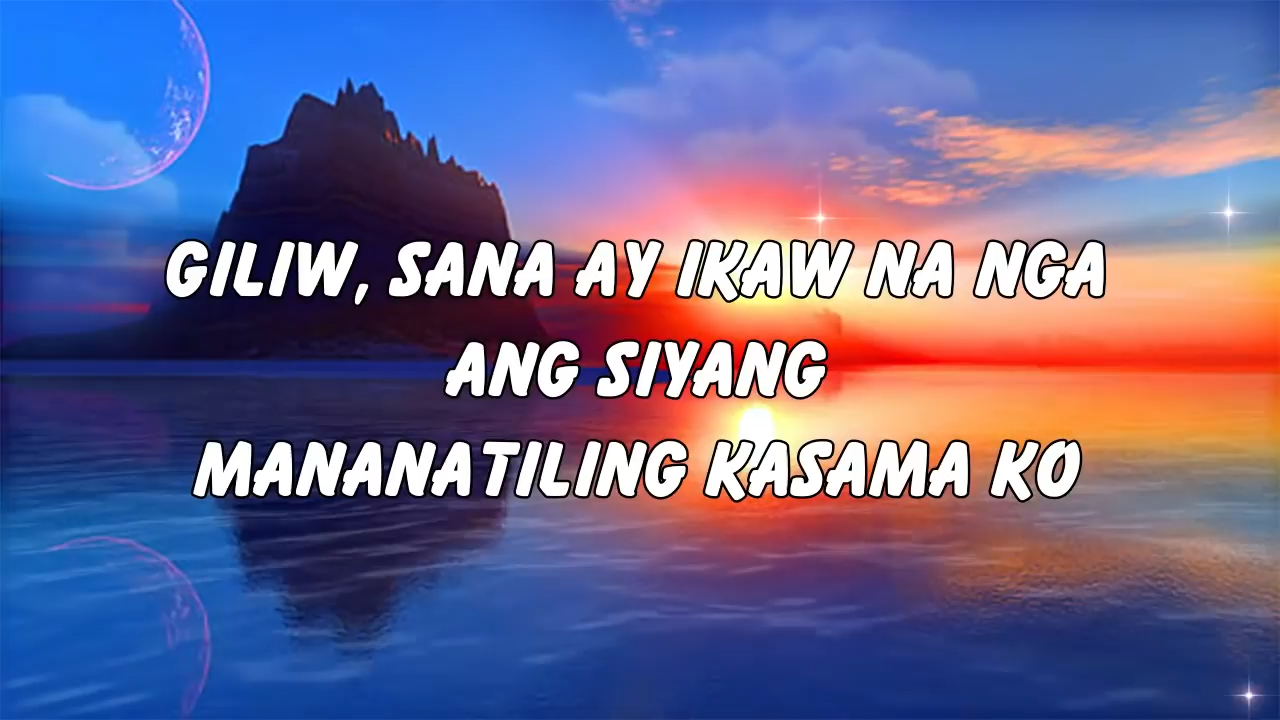 GILIW, SANA AY IKAW NA NGA
ANG SIYANG
MANANATILING KASAMA KO